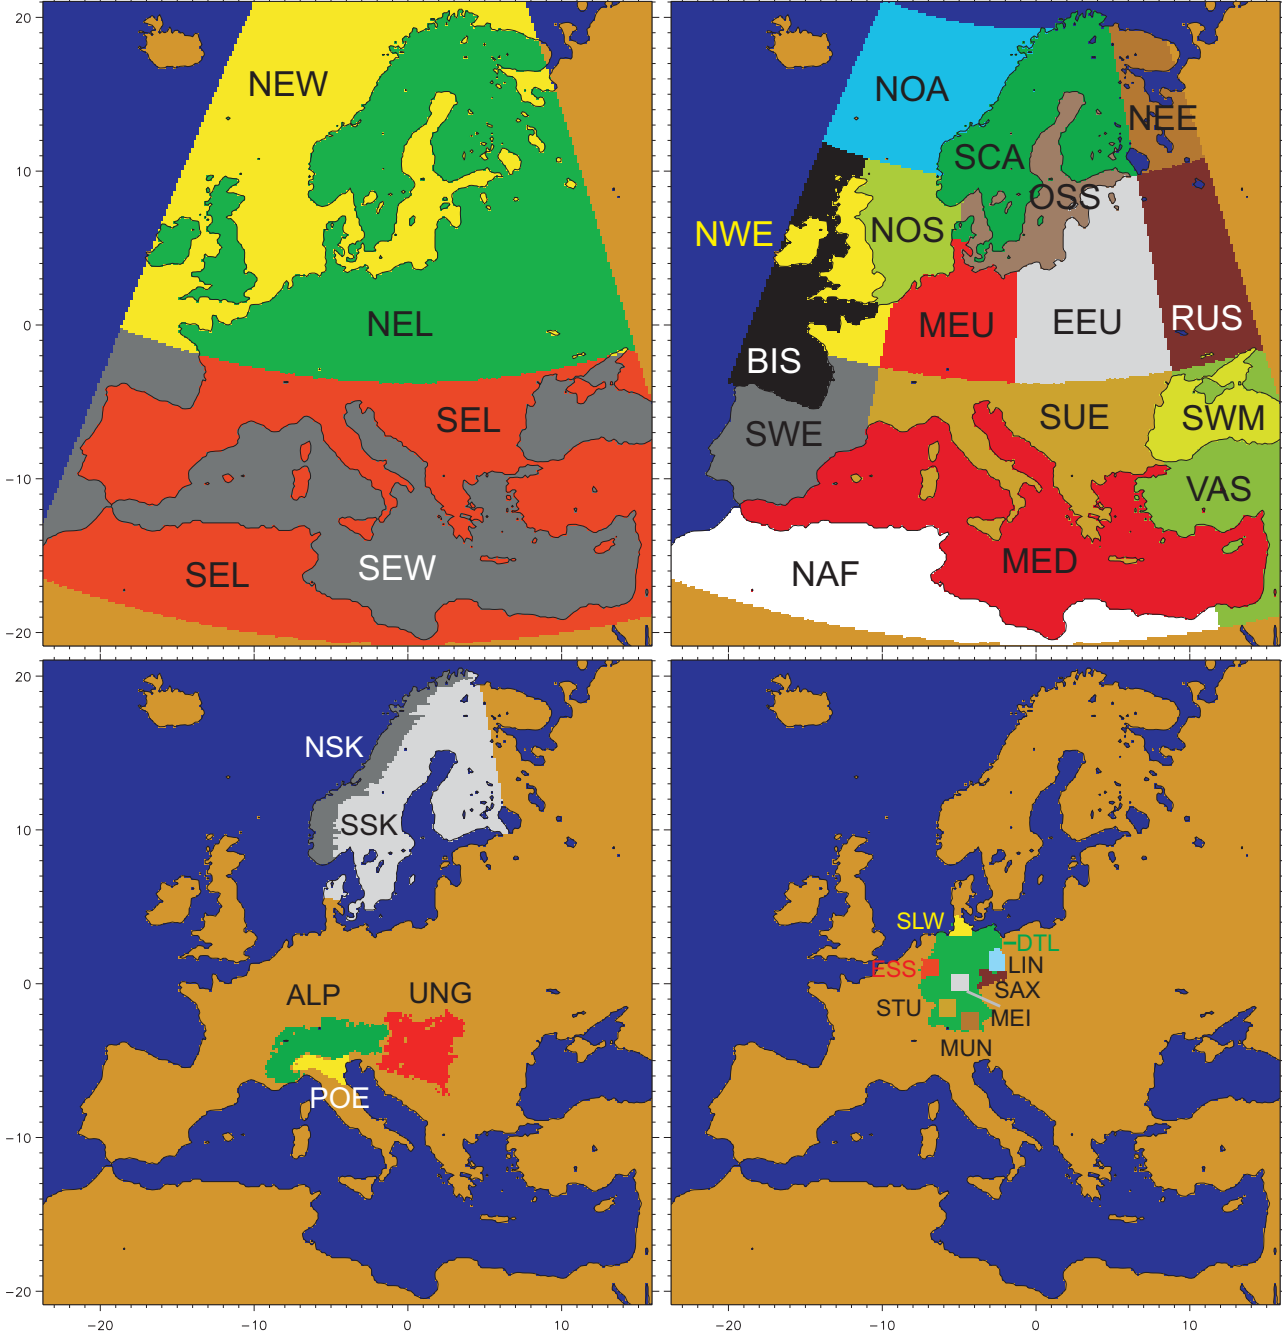 20
10
0
−10
−20
NEW
NEL
SEL
SEL
SEW
NOA
NEE
SCA
OSS
NWE
NOS
MEU
EEU
RUS
BIS
SWE
SUE
SWM
VAS
NAF
MED
20
10
0
−10
−20
NSK
SSK
ALP
UNG
POE
−20
−10
0
10
SLW
DTL
ESS
LIN
SAX
STU
MEI
MUN
−20
−10
0
10